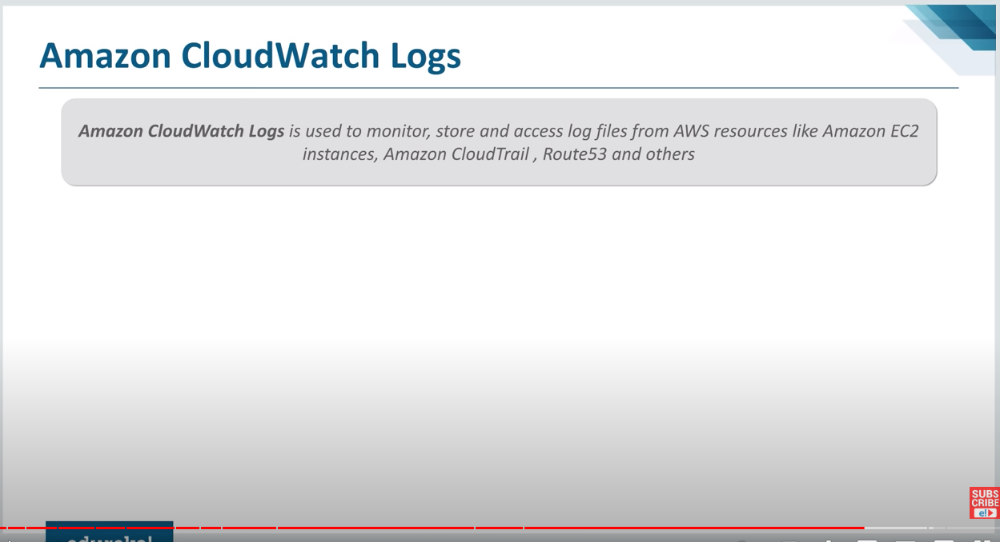 Amazon CloudWatch Logs
Amazon CloudWatch Logs is used to monitor, store and access log files from AWS resources like Amazon EC2
instances, Amazon CloudTrail , Route53 and others
SUBS
CRIBE
e!
edureka!